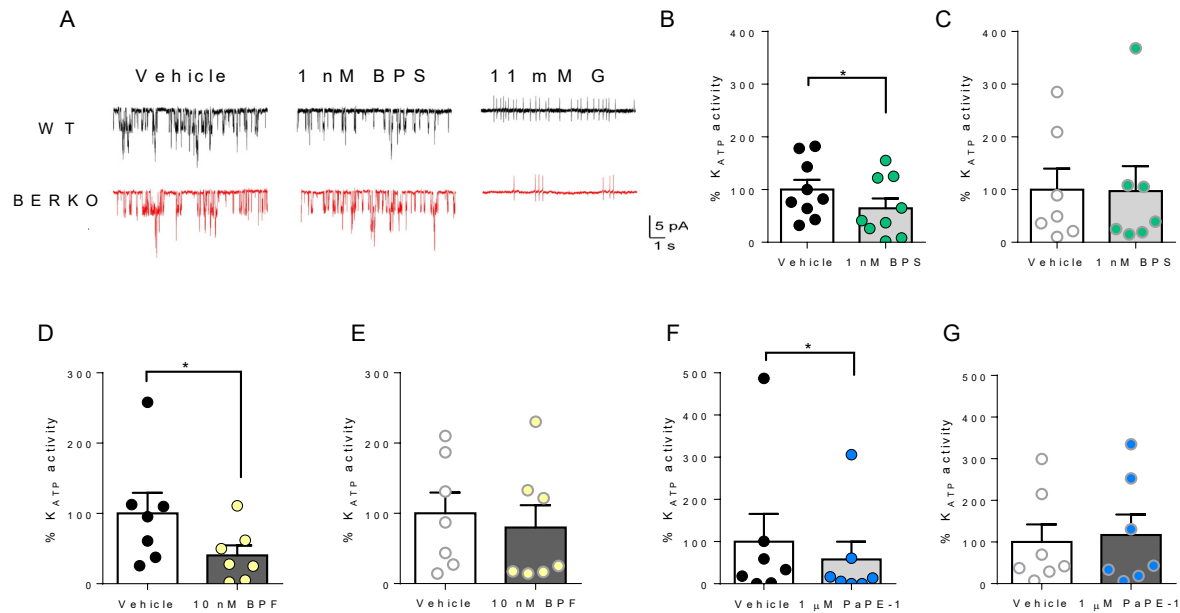 A
Vehicle 1 nM BPS 11 mM G
WT
BERKO
5 pA
1 s
B
% KATP activity
400
300
200
100
0
*
Vehicle 1 nM BPS
C
% KATP activity
400
300
200
100
0
Vehicle 1 nM BPS
D
% KATP activity
300
200
100
0
*
Vehicle 10 nM BPF
E
% KATP activity
300
200
100
0
Vehicle 10 nM BPF
F
% KATP activity
500
400
300
200
100
0
*
Vehicle 1 μM PaPE-1
G
% KATP activity
500
400
300
200
100
0
Vehicle 1 μM PaPE-1